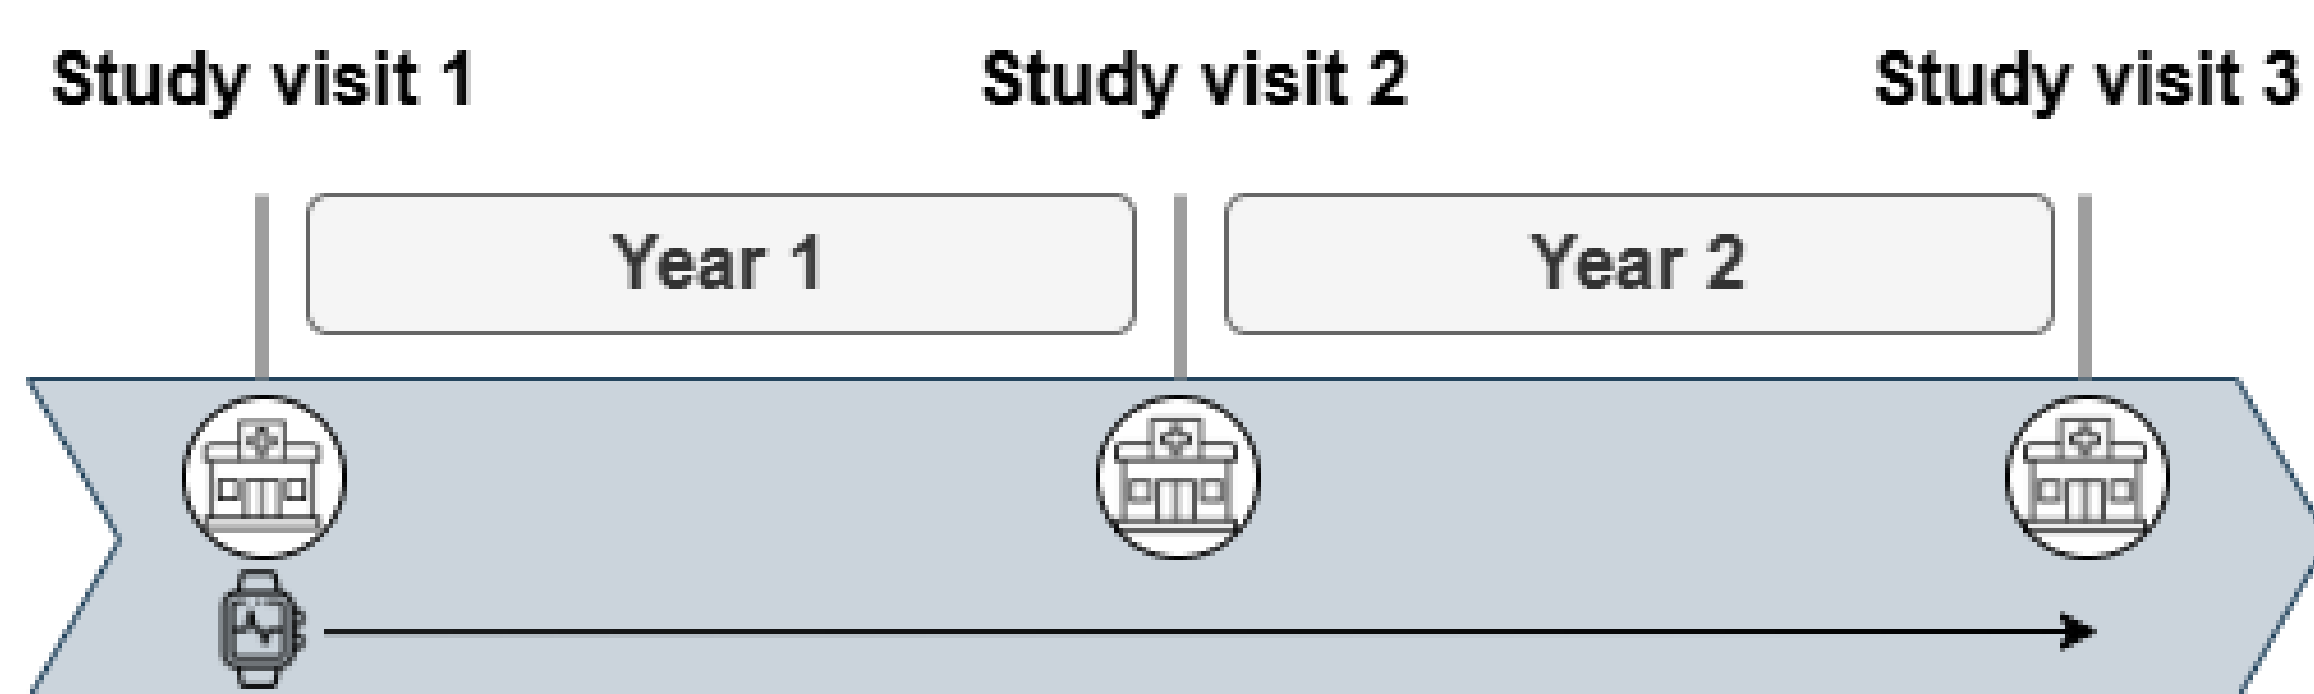 Study visit 1 Study visit 2 Study visit 3
Year 1 Year 2